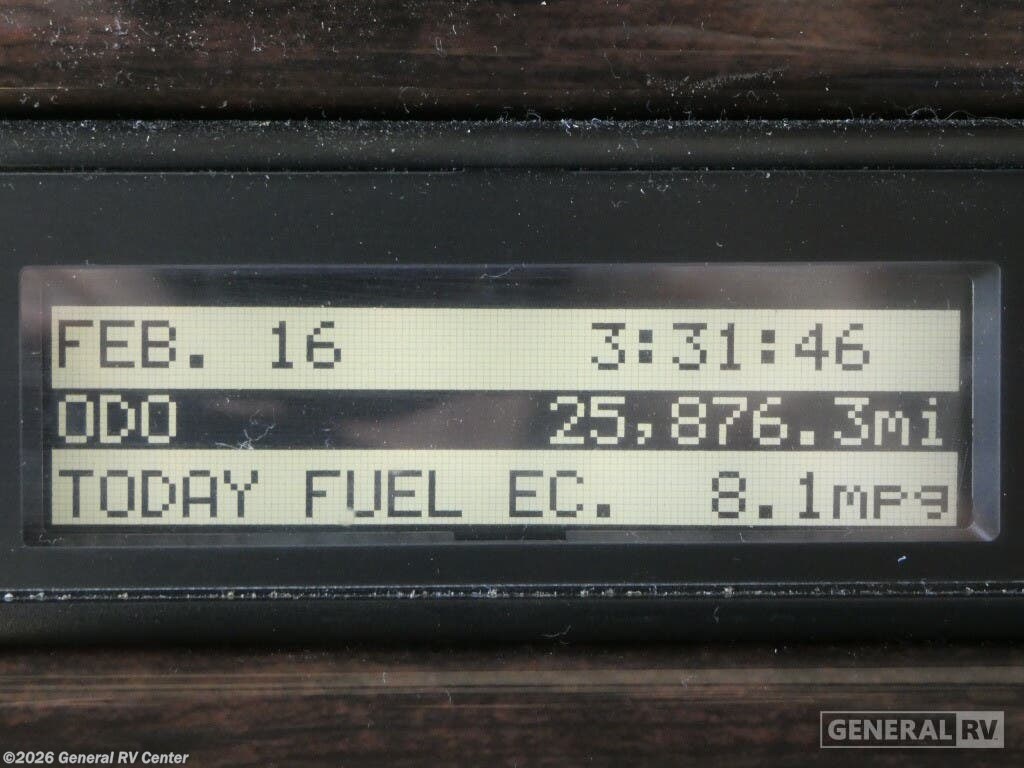 FEB. 16 3:31:46
ODO 25,876.3mi
TODAY FUEL EC. 8.1mpg
GENERAL RV
©2026 General RV Center